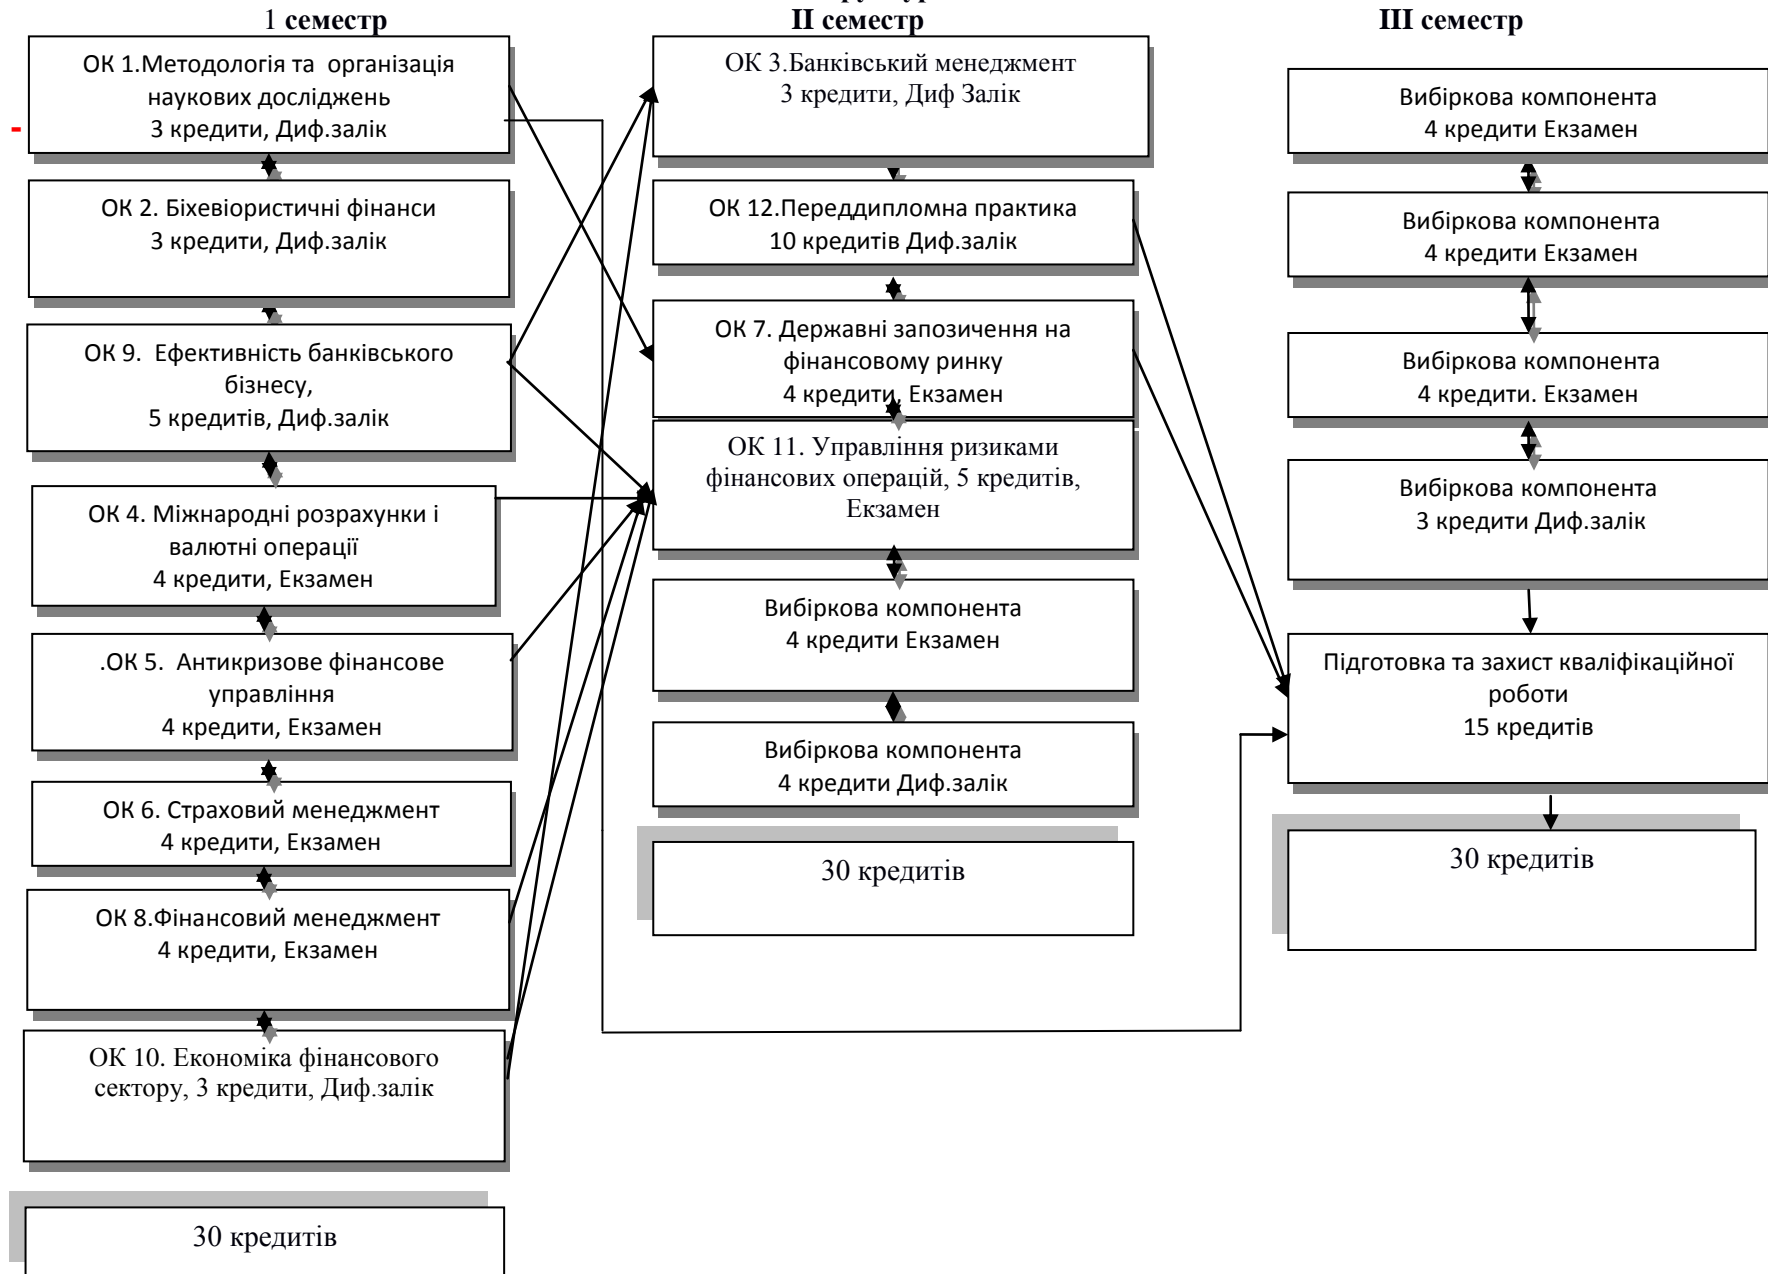 1 семестр
ОК 1.Методологія та організація
наукових досліджень
3 кредити, Диф.залік
-
ОК 2. Біхевіористичні фінанси
3 кредити, Диф.залік
ОК 9. Ефективність банківського
бізнесу,
5 кредитів, Диф.залік
ОК 4. Міжнародні розрахунки і
валютні операції
4 кредити, Екзамен
.ОК 5. Антикризове фінансове
управління
4 кредити, Екзамен
ОК 6. Страховий менеджмент
4 кредити, Екзамен
ОК 8.Фінансовий менеджмент
4 кредити, Екзамен
ОК 10. Економіка фінансового
сектору, 3 кредити, Диф.залік
30 кредитів
II семестр
ОК 3.Банківський менеджмент
3 кредити, Диф Залік
ОК 12.Переддипломна практика
10 кредитів Диф.залік
ОК 7. Державні запозичення на
фінансовому ринку
4 кредити, Екзамен
ОК 11. Управління ризиками
фінансових операцій, 5 кредитів,
Екзамен
Вибіркова компонента
4 кредити Екзамен
Вибіркова компонента
4 кредити Диф.залік
30 кредитів
III семестр
Вибіркова компонента
4 кредити Екзамен
Вибіркова компонента
4 кредити Екзамен
Вибіркова компонента
4 кредити. Екзамен
Вибіркова компонента
3 кредити Диф.залік
Підготовка та захист кваліфікаційної
роботи
15 кредитів
30 кредитів